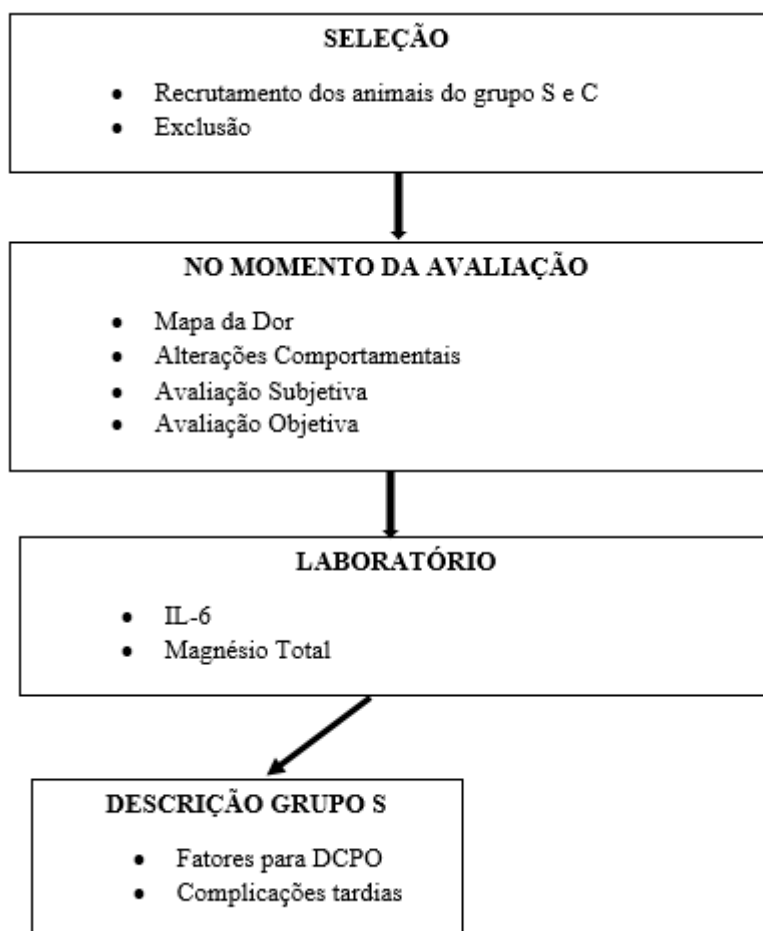 SELEÇÃO
• Recrutamento dos animais do grupo S e C
• Exclusão
NO MOMENTO DA AVALIAÇÃO
• Mapa da Dor
• Alterações Comportamentais
• Avaliação Subjetiva
• Avaliação Objetiva
LABORATÓRIO
• IL-6
• Magnésio Total
DESCRIÇÃO GRUPO S
• Fatores para DCPO
• Complicações tardias